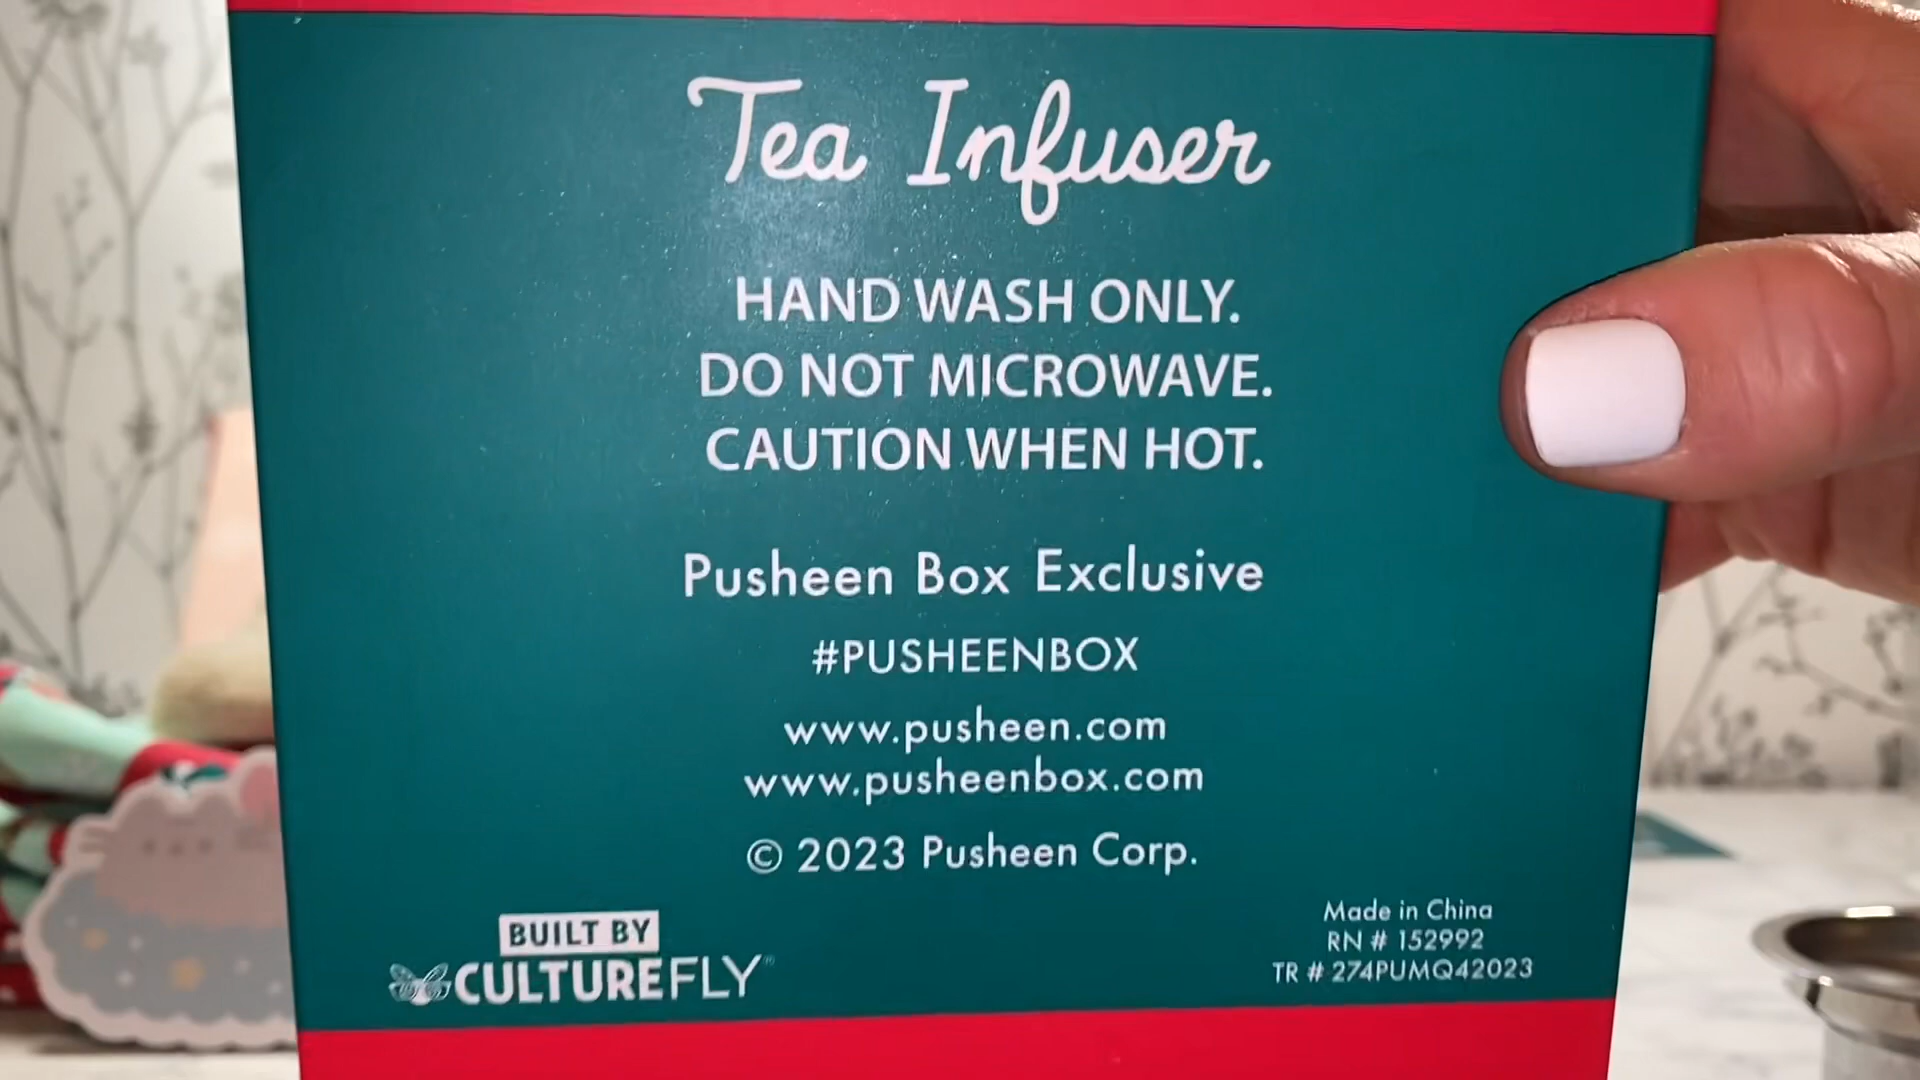 Tea Infuser
HAND WASH ONLY.
DO NOT MICROWAVE.
CAUTION WHEN HOT.
Pusheen Box Exclusive
#PUSHEENBOX
www.pusheen.com
www.pusheenbox.com
© 2023 Pusheen Corp.
BUILT BY
CULTUREFLY®
Made in China
RN # 152992
TR # 274PUMQ42023